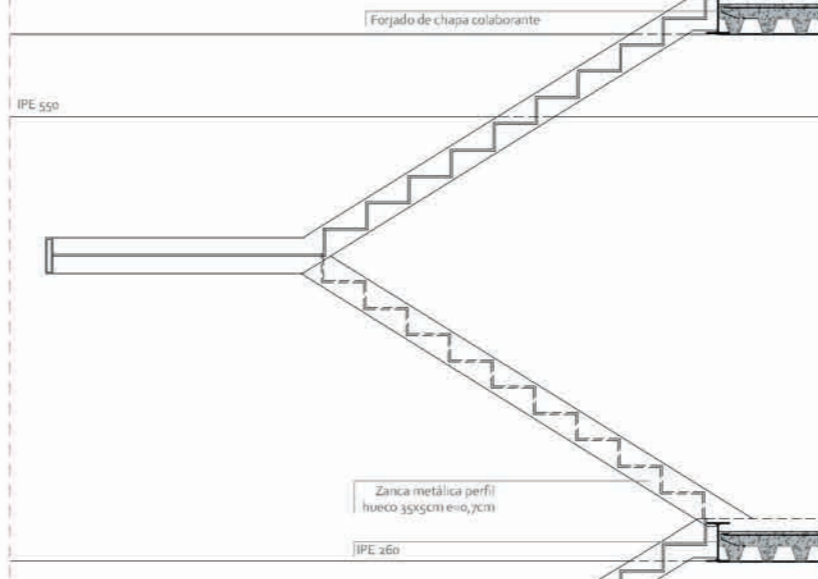 Forjado de chapa colaborante
IPE 550
Zanca metálica perfil
hueco 35x5cm e=0,7cm
IPE 260